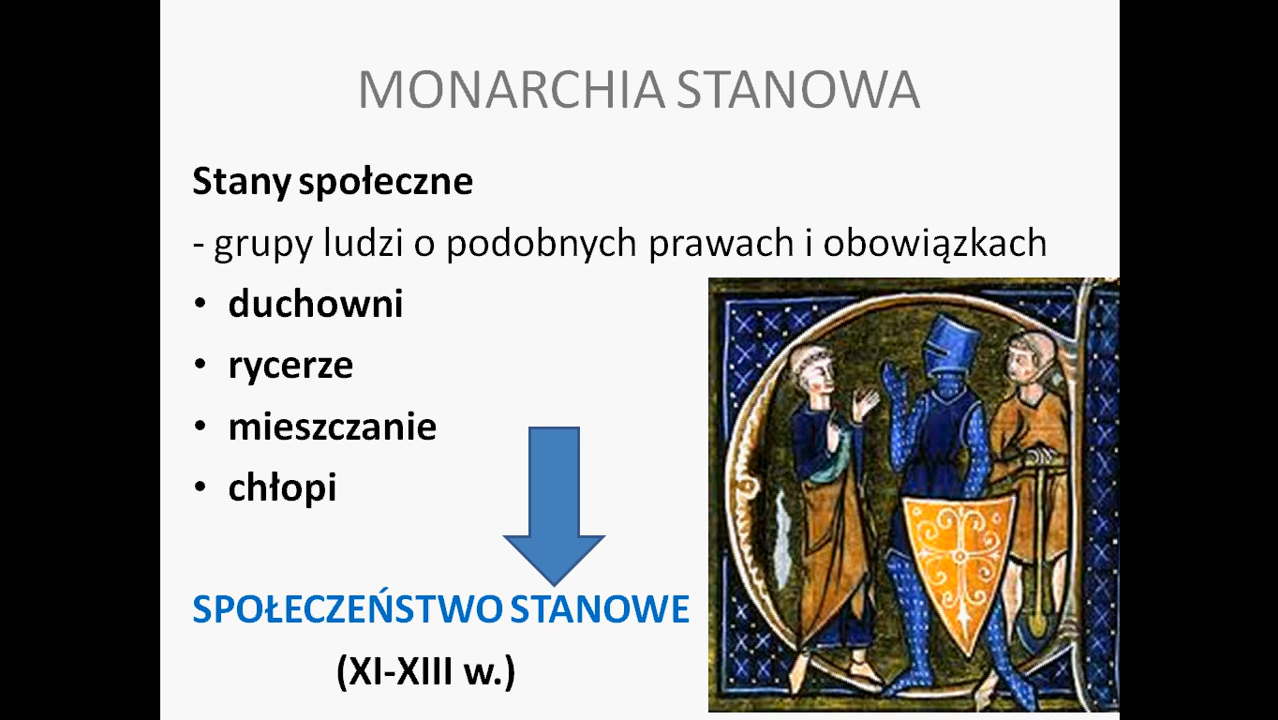 MONARCHIA STANOWA
Stany społeczne
- grupy ludzi o podobnych prawach i obowiązkach
• duchowni
• rycerze
• mieszczanie
• chłopi
SPOŁECZEŃSTWO STANOWE
(XI-XIII w.)